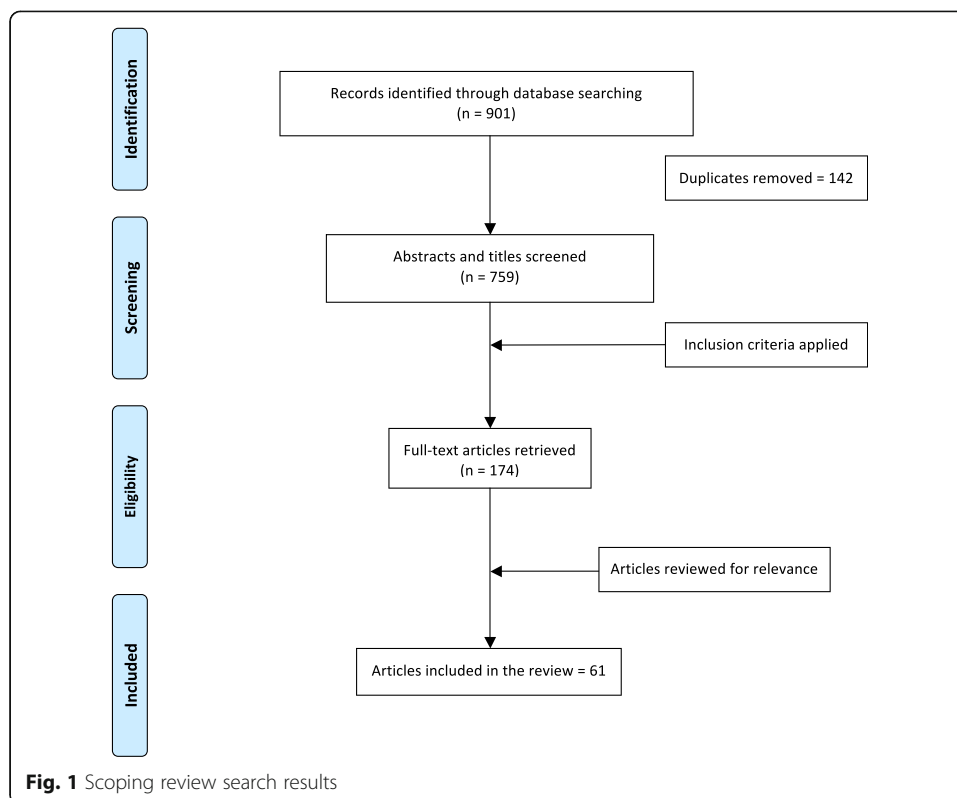 Identification
Records identified through database searching
(n = 901)
Duplicates removed = 142
Screening
Abstracts and titles screened
(n = 759)
Inclusion criteria applied
Eligibility
Full-text articles retrieved
(n = 174)
Articles reviewed for relevance
Included
Articles included in the review = 61
Fig. 1 Scoping review search results